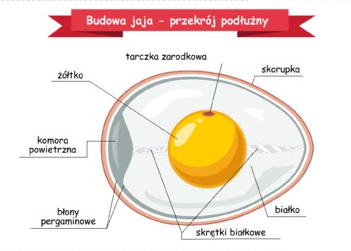 Budowa jaja - przekrój podłużny
tarczka zarodkowa
żółtko
skorupka
komora
powietrzna
błony
pergaminowe
białko
skrętki białkowe